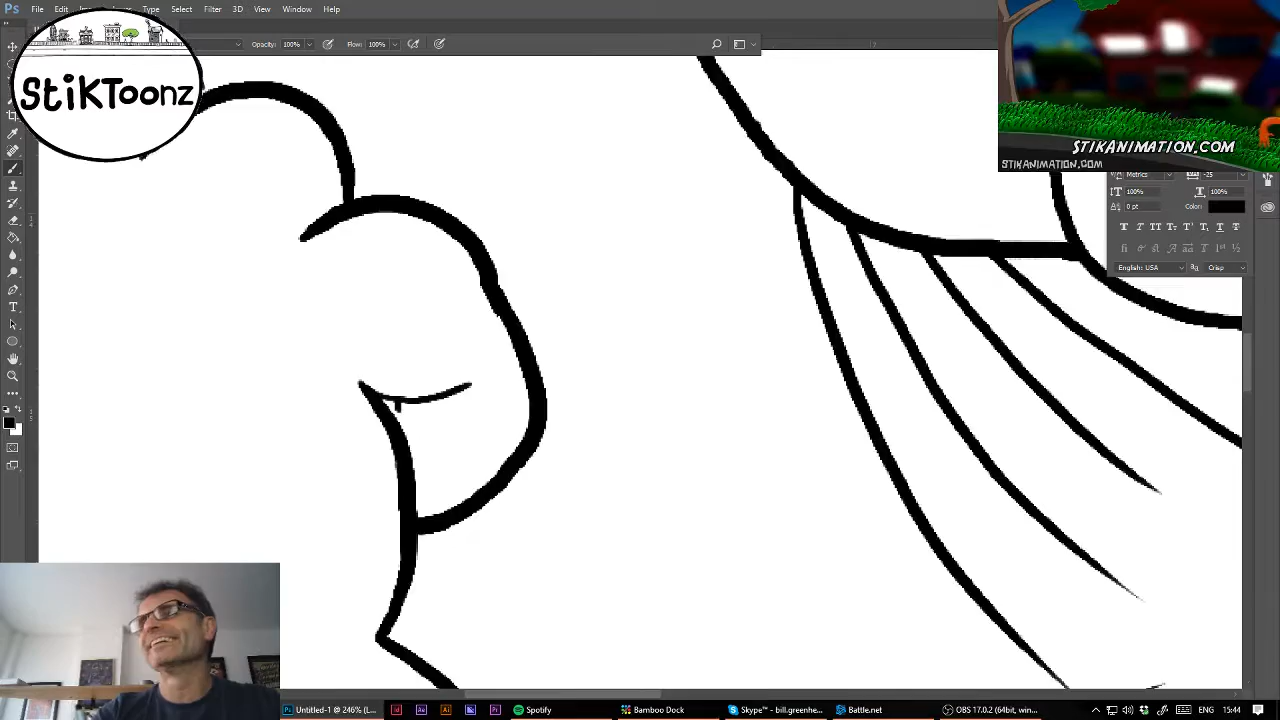 Ps
Type Select Filter 3D View Window Help
Opacity: 100% Flow: 100%
StikToonz
STIKANIMATION.COM
STIKANIMATION.COM
Metrics -25
100% 100%
0 pt Color:
English: USA Crisp
Untitled-1 @ 246% (L... Spotify Bamboo Dock Skype™ - bill.greenhe... Battle.net OBS 17.0.2 (64bit, win... ENG 15:44